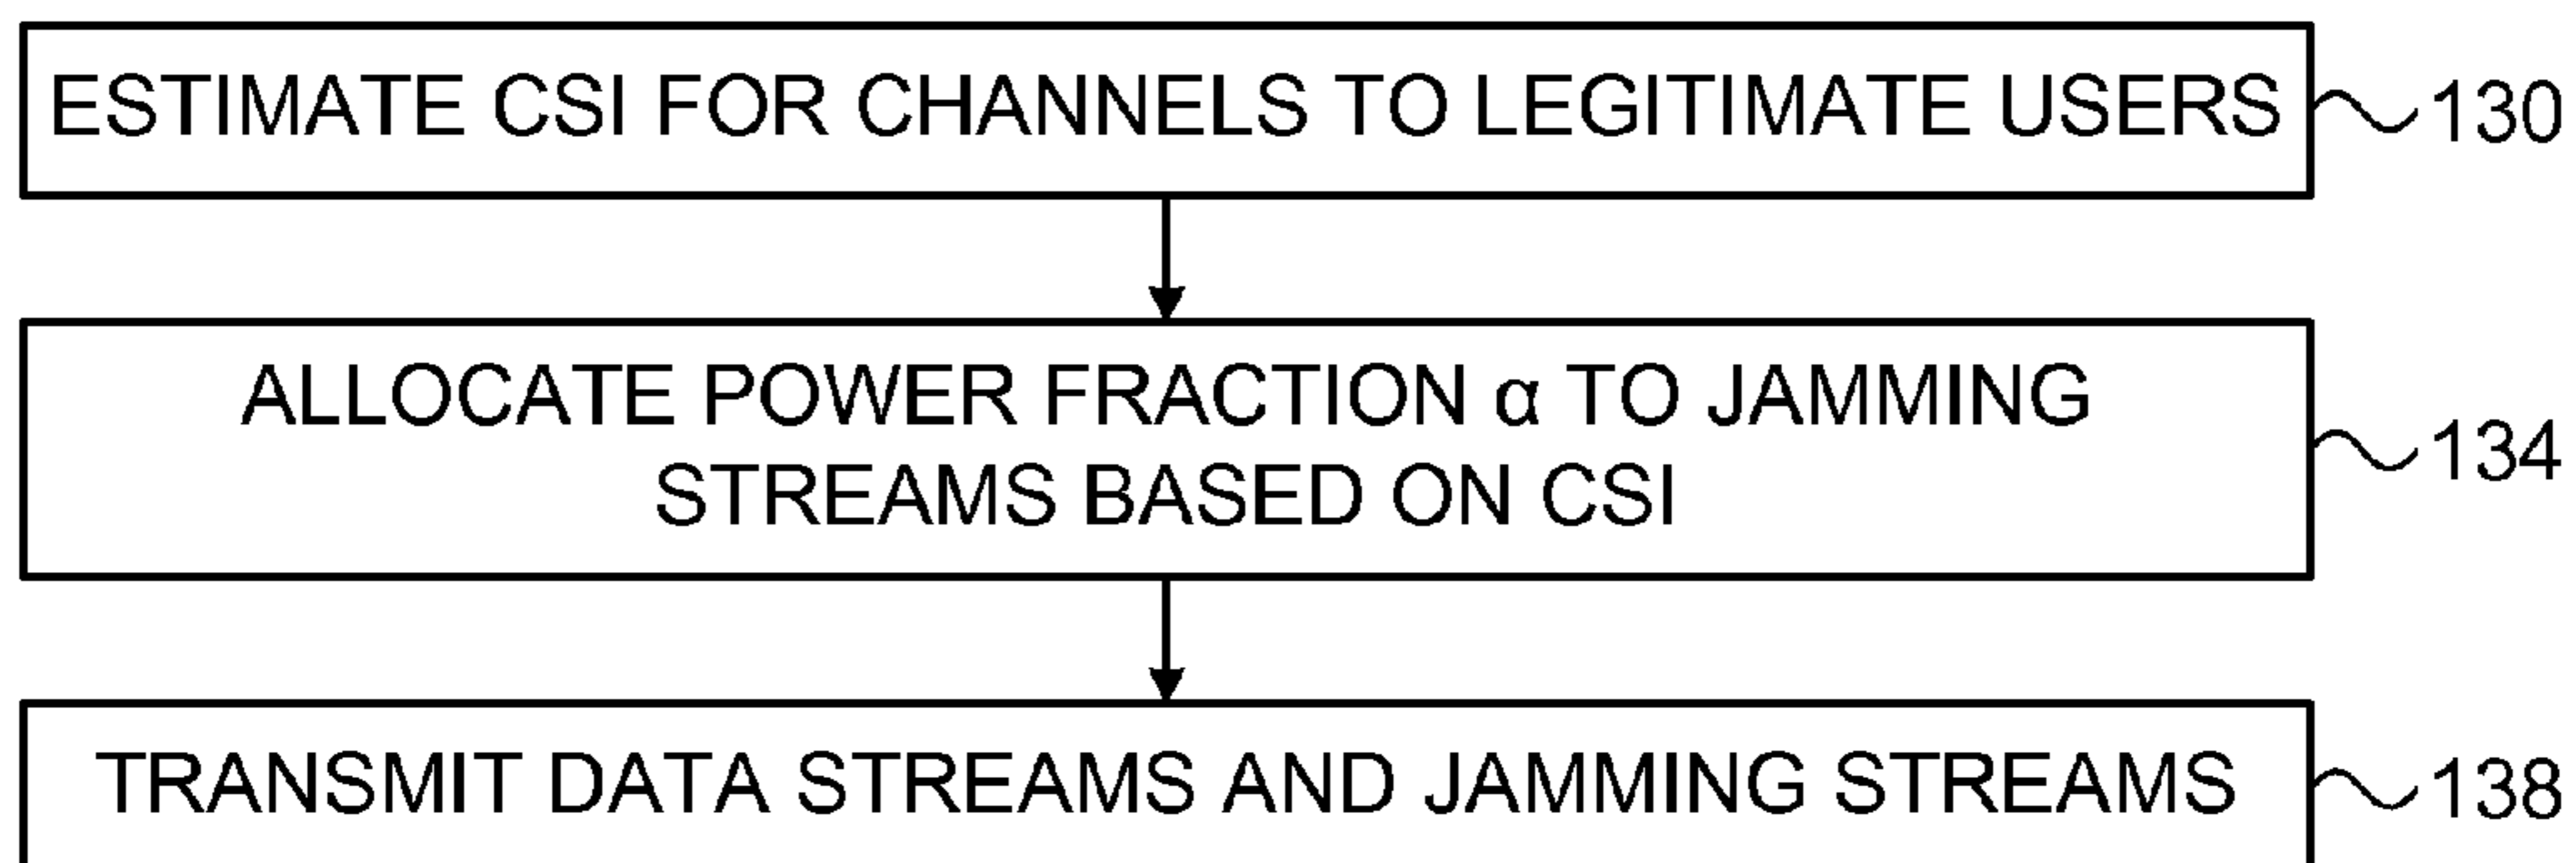 ESTIMATE CSI FOR CHANNELS TO LEGITIMATE USERS
130
ALLOCATE POWER FRACTION α TO JAMMING
STREAMS BASED ON CSI
134
TRANSMIT DATA STREAMS AND JAMMING STREAMS
138